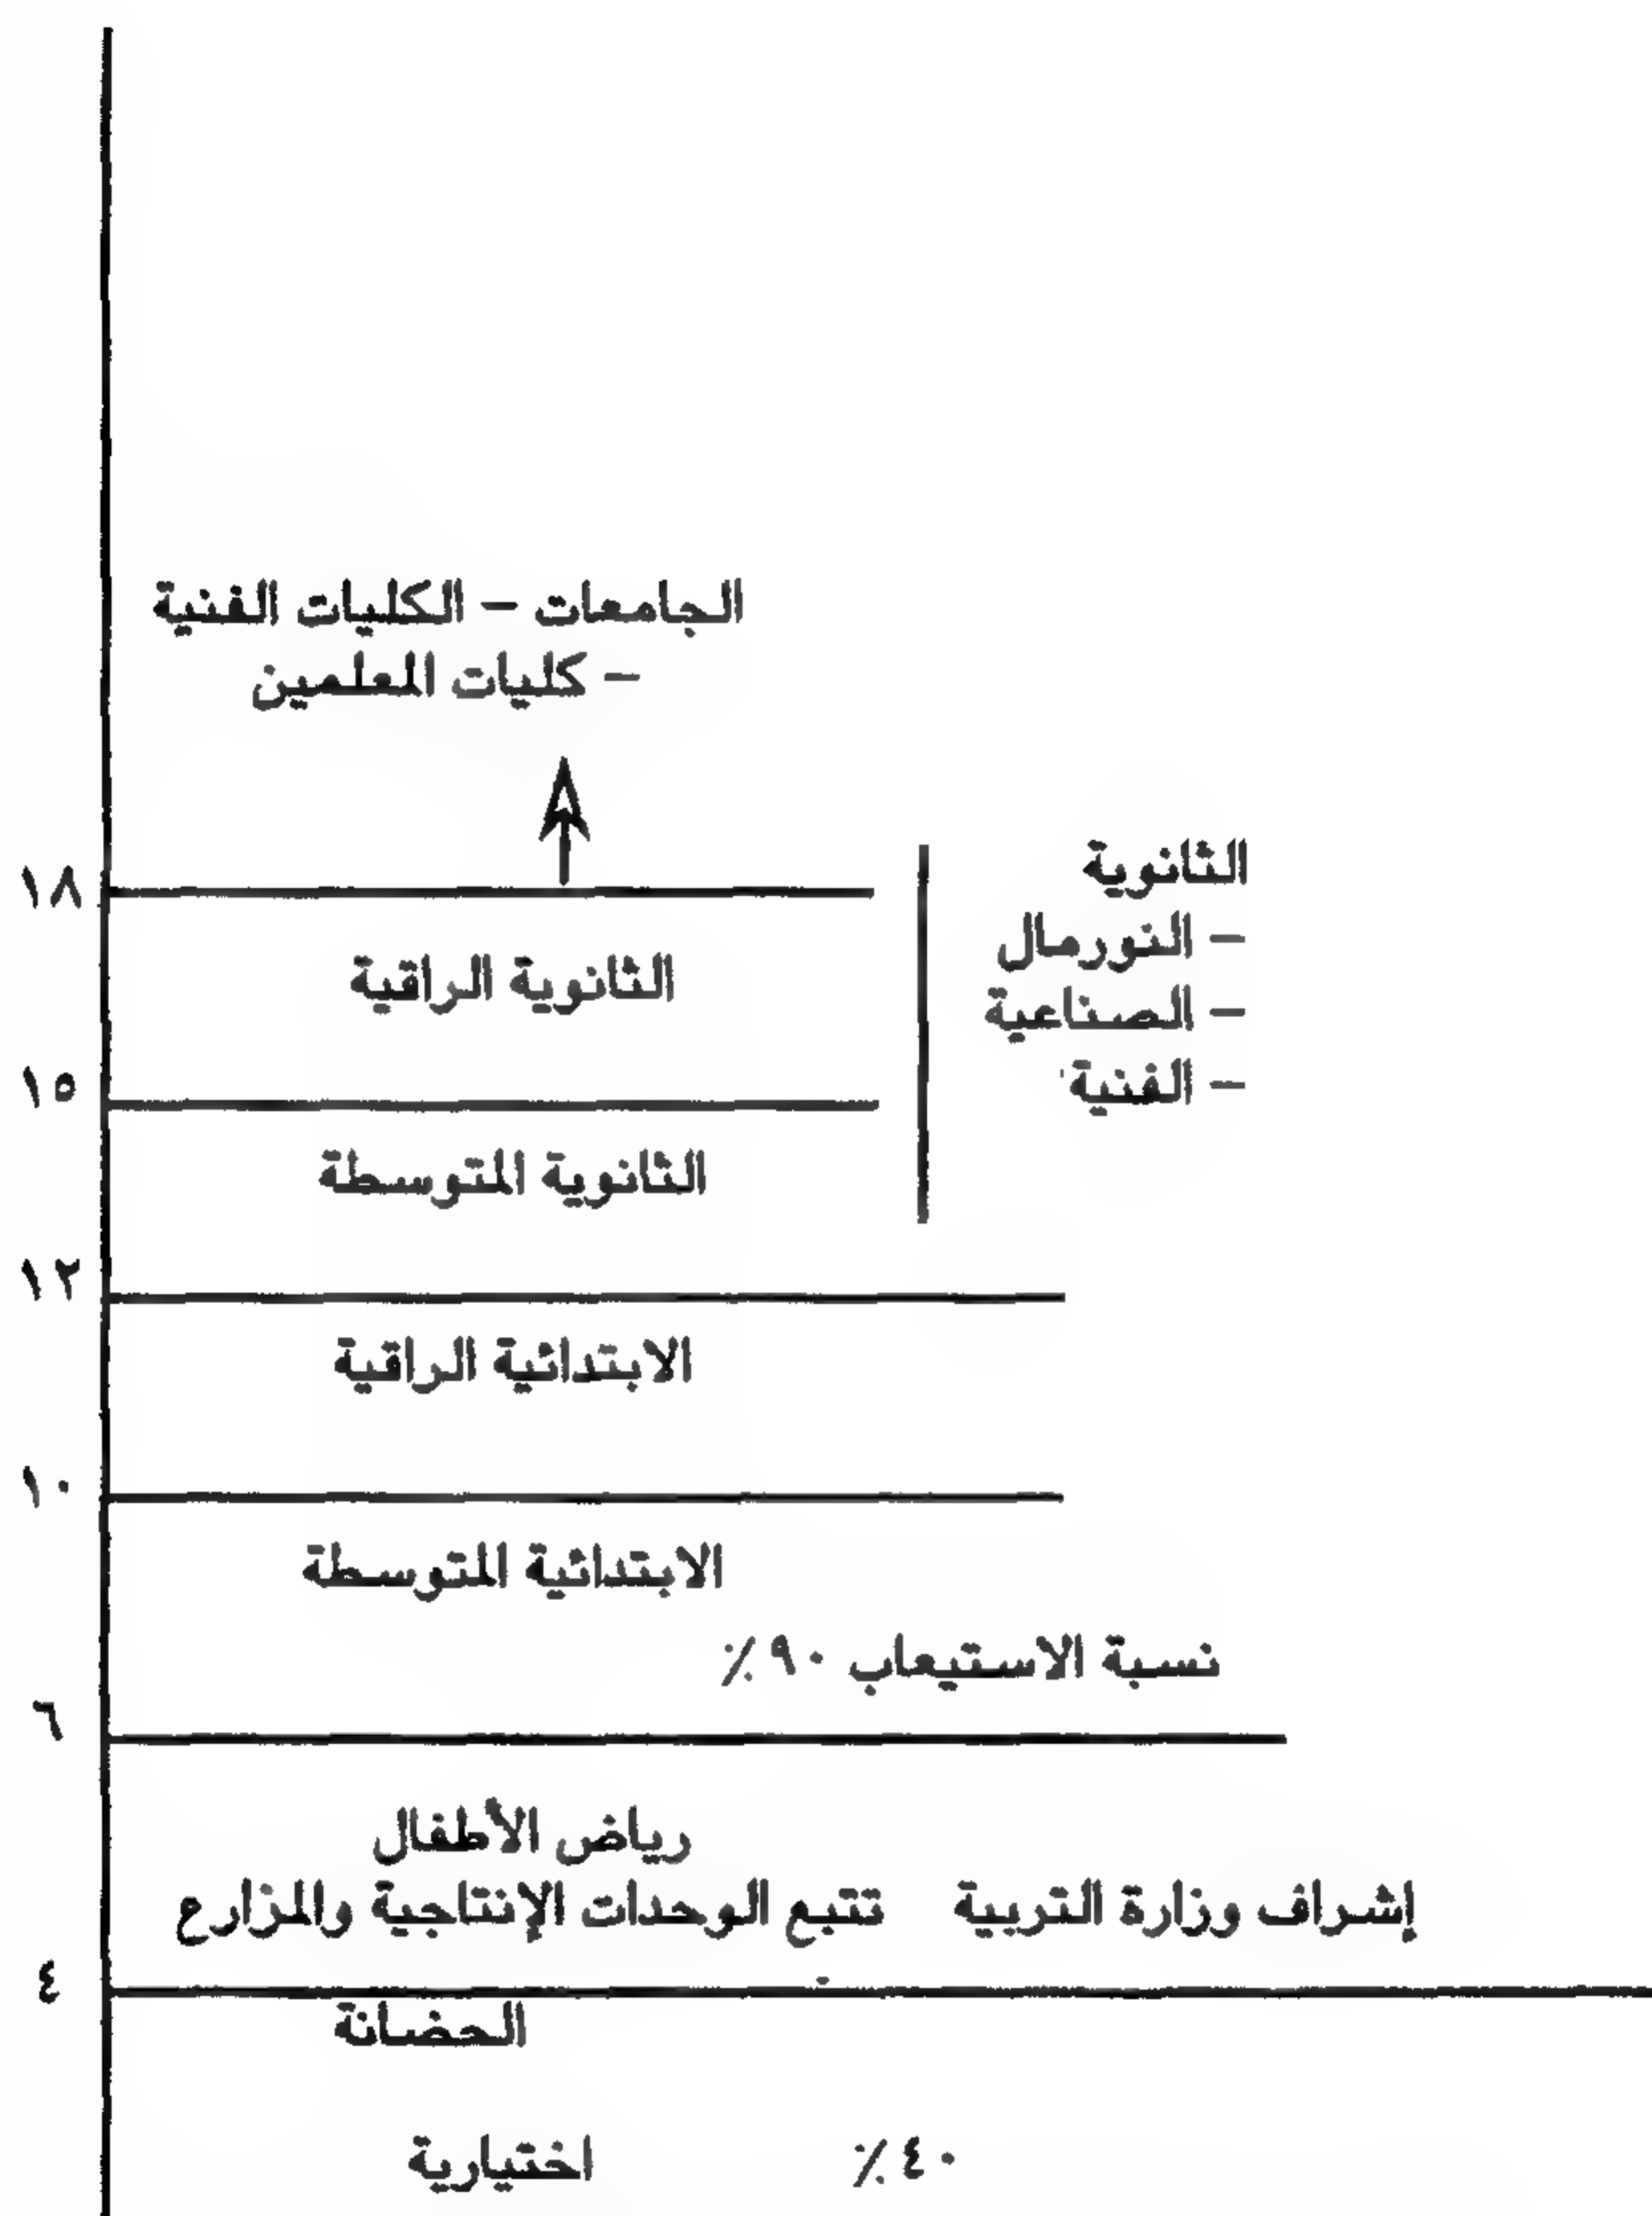 الجامعات – الكليات الفنية
– كليات المعلمين
١٨
الثانوية
– النورمال
– الصناعية
– الفنية
الثانوية الراقية
١٥
الثانوية المتوسطة
١٢
الابتدائية الراقية
١٠
الابتدائية المتوسطة
نسبة الاستيعاب ٩٠٪
٦
رياض الأطفال
إشراف وزارة التربية تتبع الوحدات الإنتاجية والمزارع
٤
الحضانة
٤٠٪ اختيارية